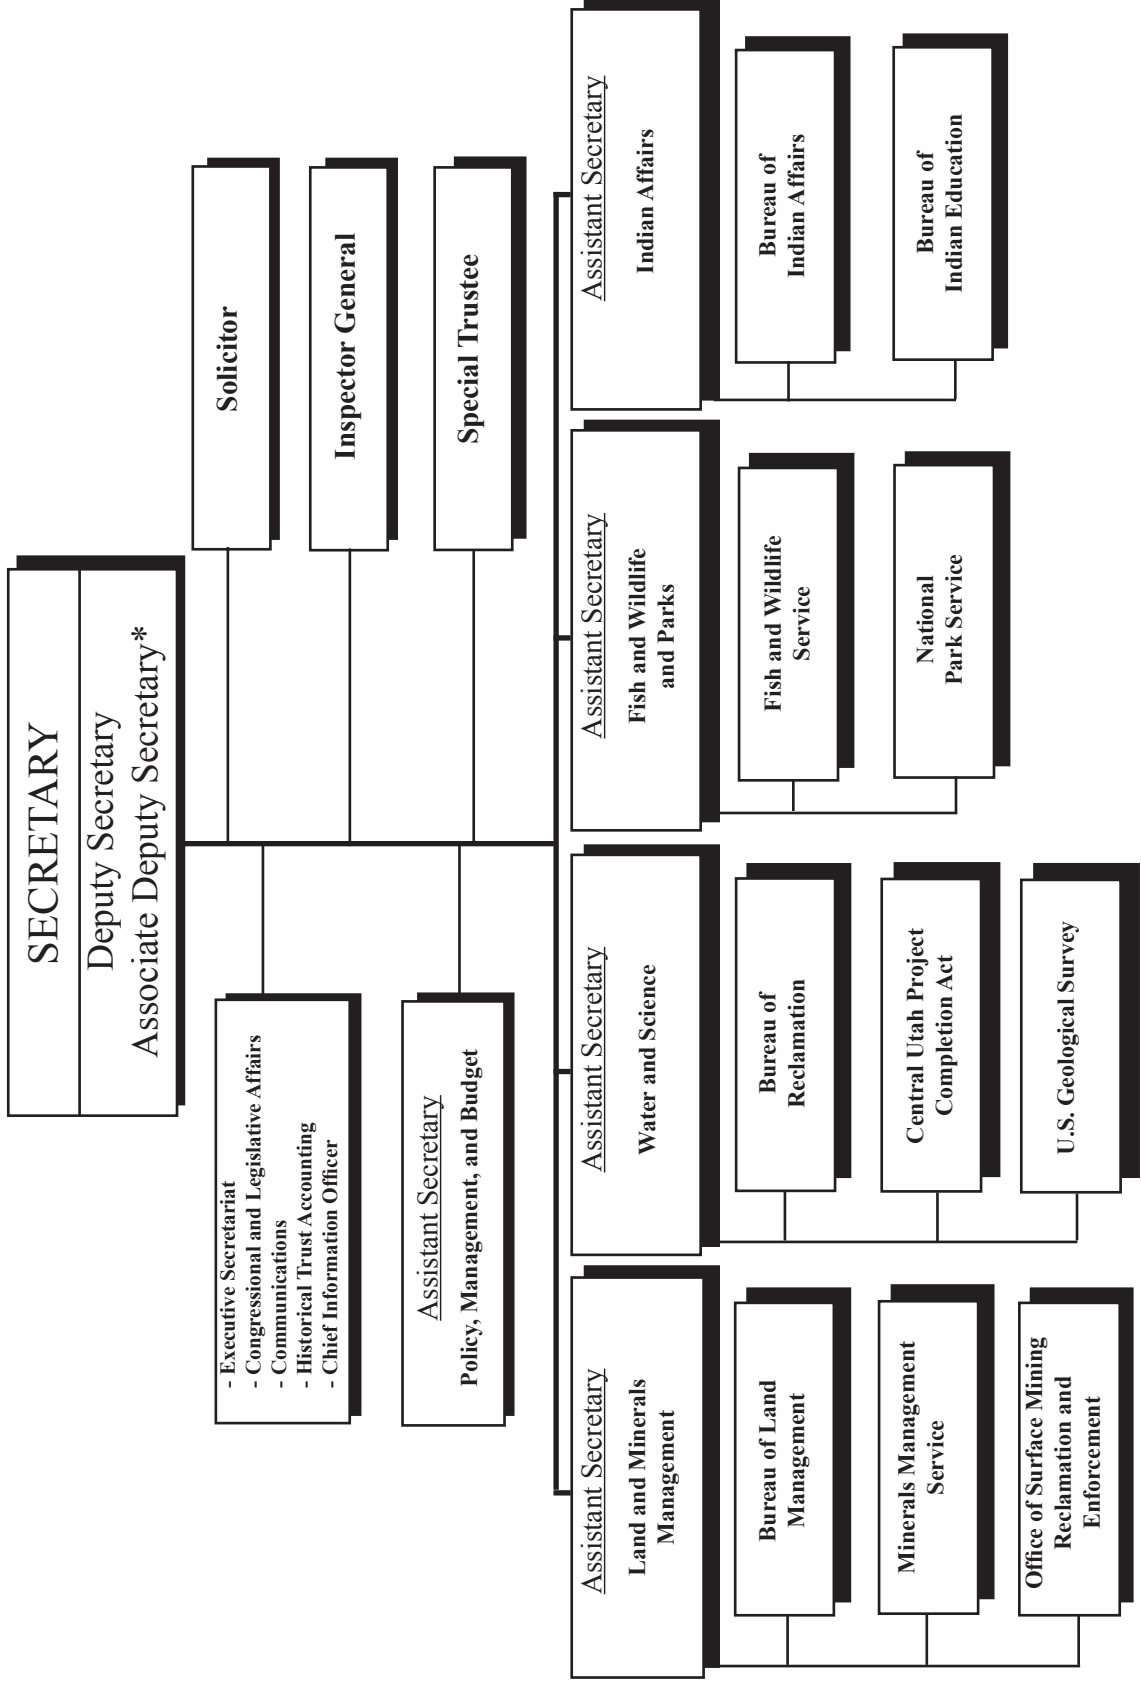 SECRETARY
Deputy Secretary
Associate Deputy Secretary*
- Executive Secretariat
- Congressional and Legislative Affairs
- Communications
- Historical Trust Accounting
- Chief Information Officer
Solicitor
Inspector General
Assistant Secretary
Policy, Management, and Budget
Special Trustee
Assistant Secretary
Land and Minerals
Management
Bureau of Land
Management
Minerals Management
Service
Office of Surface Mining
Reclamation and
Enforcement
Assistant Secretary
Water and Science
Bureau of
Reclamation
Central Utah Project
Completion Act
U.S. Geological Survey
Assistant Secretary
Fish and Wildlife
and Parks
Fish and Wildlife
Service
National
Park Service
Assistant Secretary
Indian Affairs
Bureau of
Indian Affairs
Bureau of
Indian Education